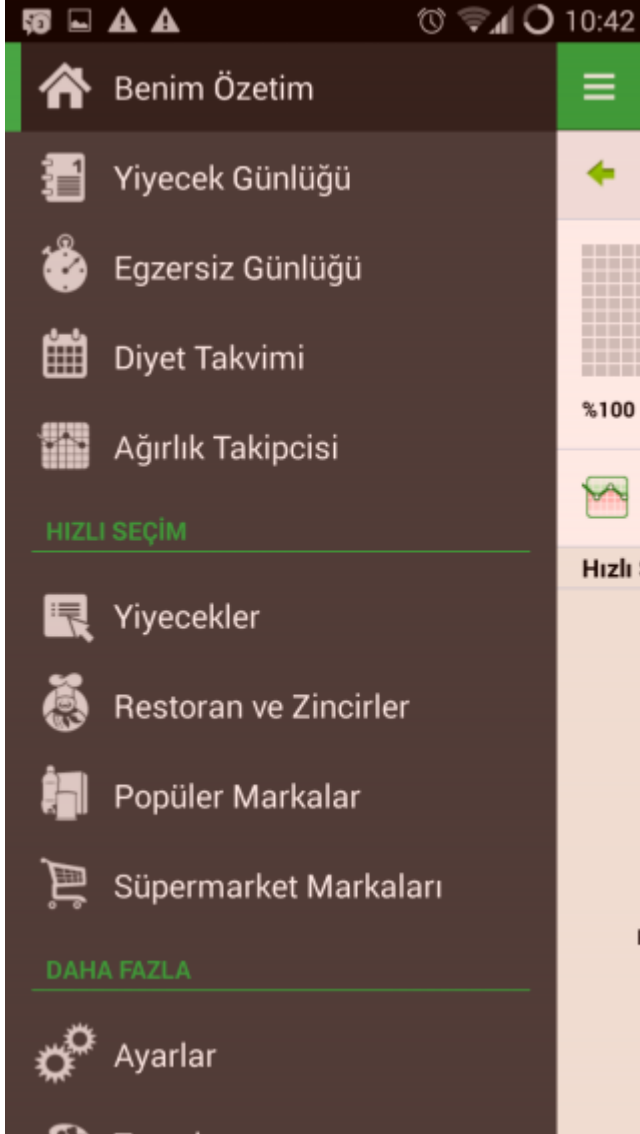 10:42
Benim Özetim
Yiyecek Günlüğü
Egzersiz Günlüğü
Diyet Takvimi
Ağırlık Takipcisi
%100
HIZLI SEÇİM
Hızlı
Yiyecekler
Restoran ve Zincirler
Popüler Markalar
Süpermarket Markaları
DAHA FAZLA
Ayarlar